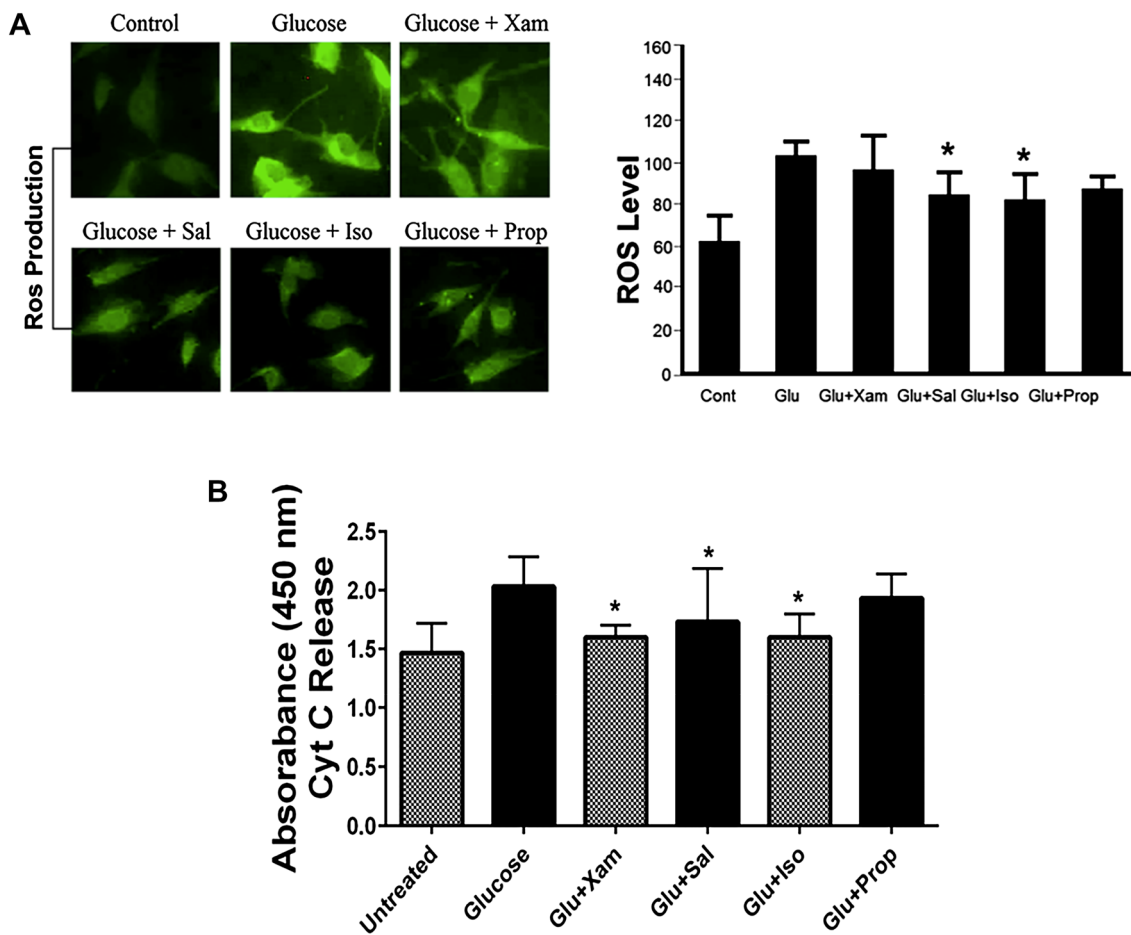 A
Control
Glucose
Glucose + Xam
Ros Production
Glucose + Sal
Glucose + Iso
Glucose + Prop
ROS Level
160
140
120
100
80
60
40
20
0
*
*
Cont
Glu
Glu+Xam
Glu+Sal
Glu+Iso
Glu+Prop
B
Absorabance (450 nm)
Cyt C Release
2.5
2.0
1.5
1.0
0.5
0.0
*
*
*
Untreated
Glucose
Glu+Xam
Glu+Sal
Glu+Iso
Glu+Prop